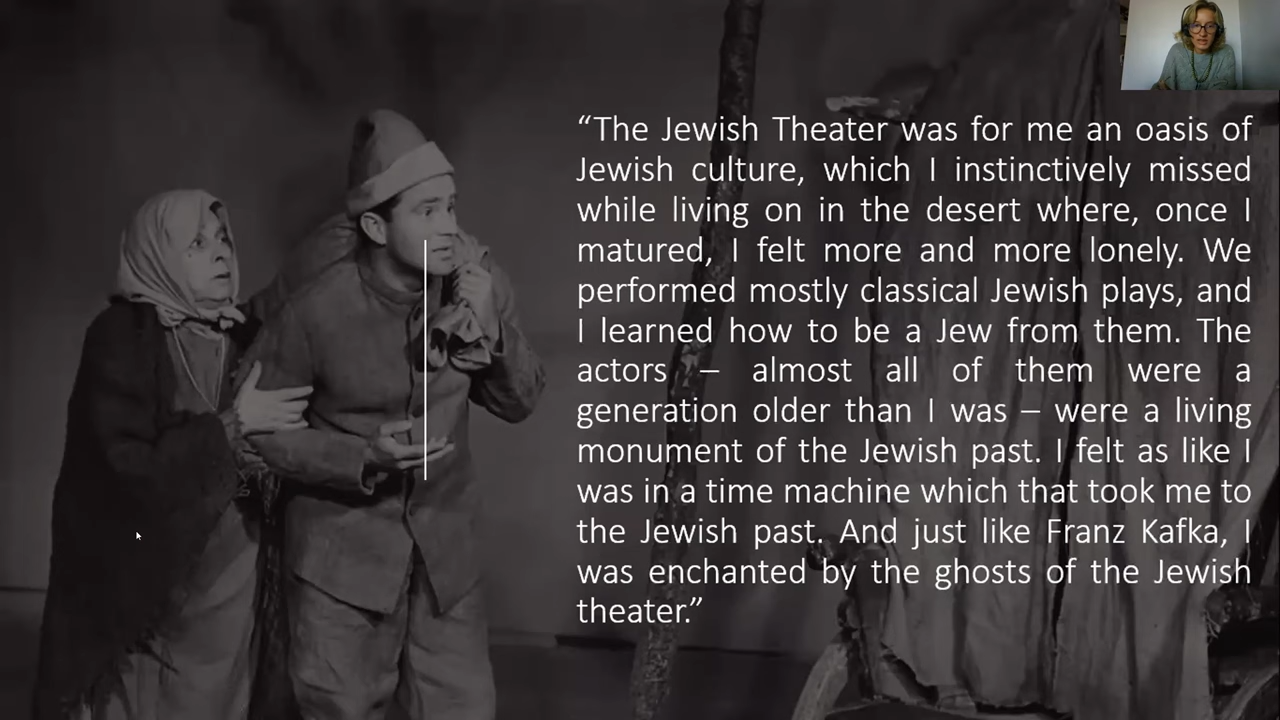 “The Jewish Theater was for me an oasis of
Jewish culture, which I instinctively missed
while living on in the desert where, once I
matured, I felt more and more lonely. We
performed mostly classical Jewish plays, and
I learned how to be a Jew from them. The
actors – almost all of them were a
generation older than I was – were a living
monument of the Jewish past. I felt as like I
was in a time machine which that took me to
the Jewish past. And just like Franz Kafka, I
was enchanted by the ghosts of the Jewish
theater.”